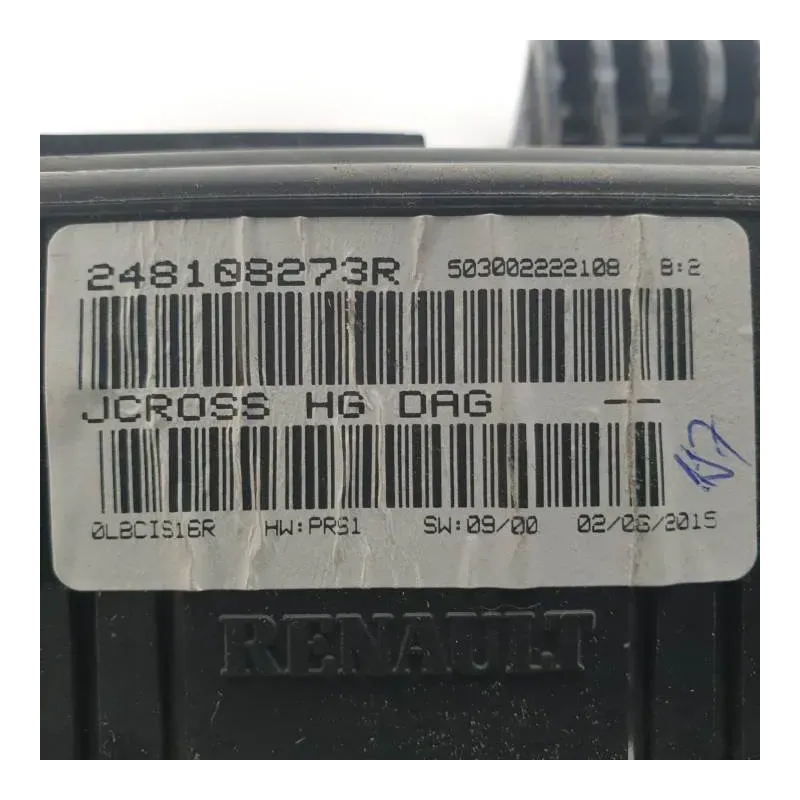 248108273R 503002222108 B:2
JCROSS HG DAG --
0LBCIS16R HW:PRS1 SW:09/00 02/06/2015
RENAULT